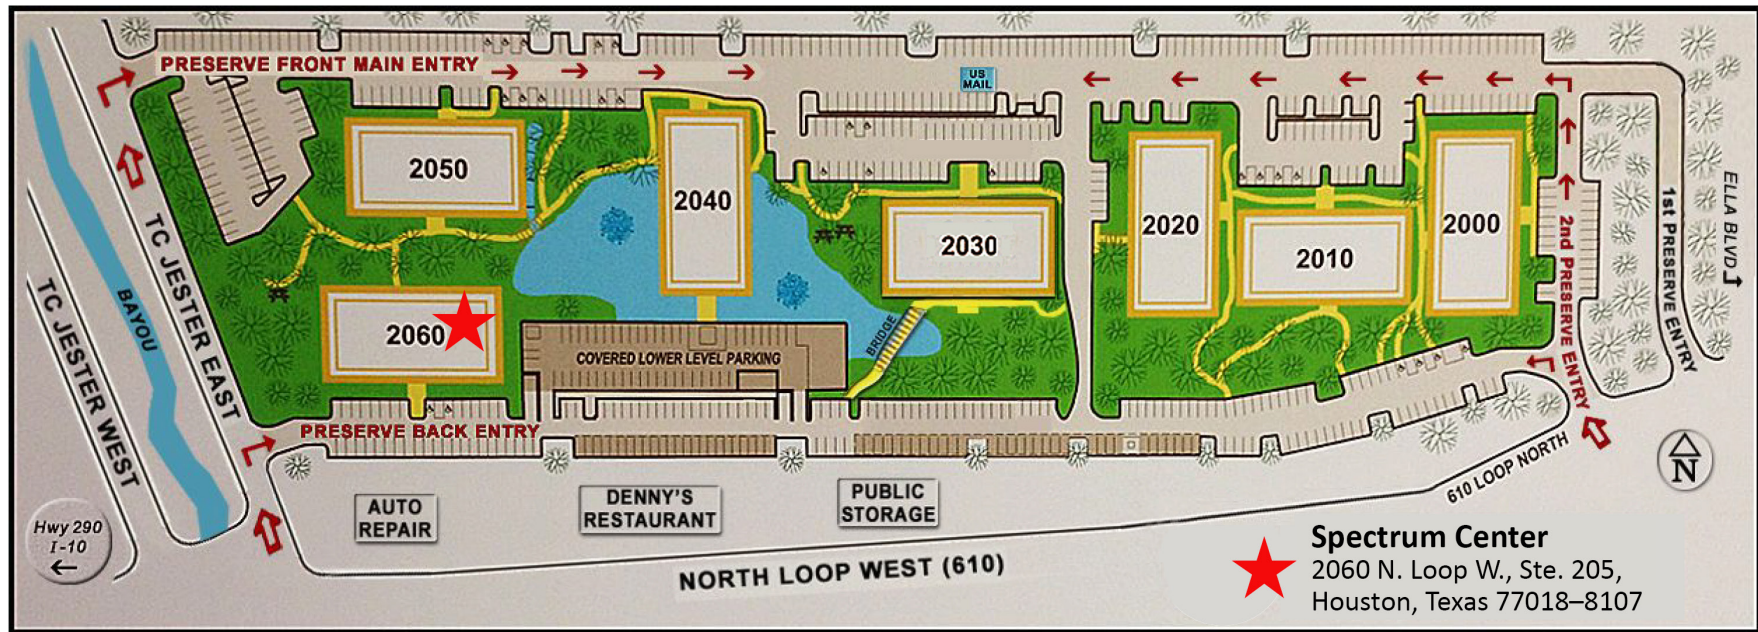 PRESERVE FRONT MAIN ENTRY
US
MAIL
2050
2040
2030
2020
2010
2000
2060
TC JESTER EAST
BAYOU
TC JESTER WEST
COVERED LOWER LEVEL PARKING
BRIDGE
PRESERVE BACK ENTRY
2nd PRESERVE ENTRY
1st PRESERVE ENTRY
ELLA BLVD
AUTO
REPAIR
DENNY'S
RESTAURANT
PUBLIC
STORAGE
610 LOOP NORTH
N
Hwy 290
I-10
NORTH LOOP WEST (610)
Spectrum Center
2060 N. Loop W., Ste. 205,
Houston, Texas 77018–8107